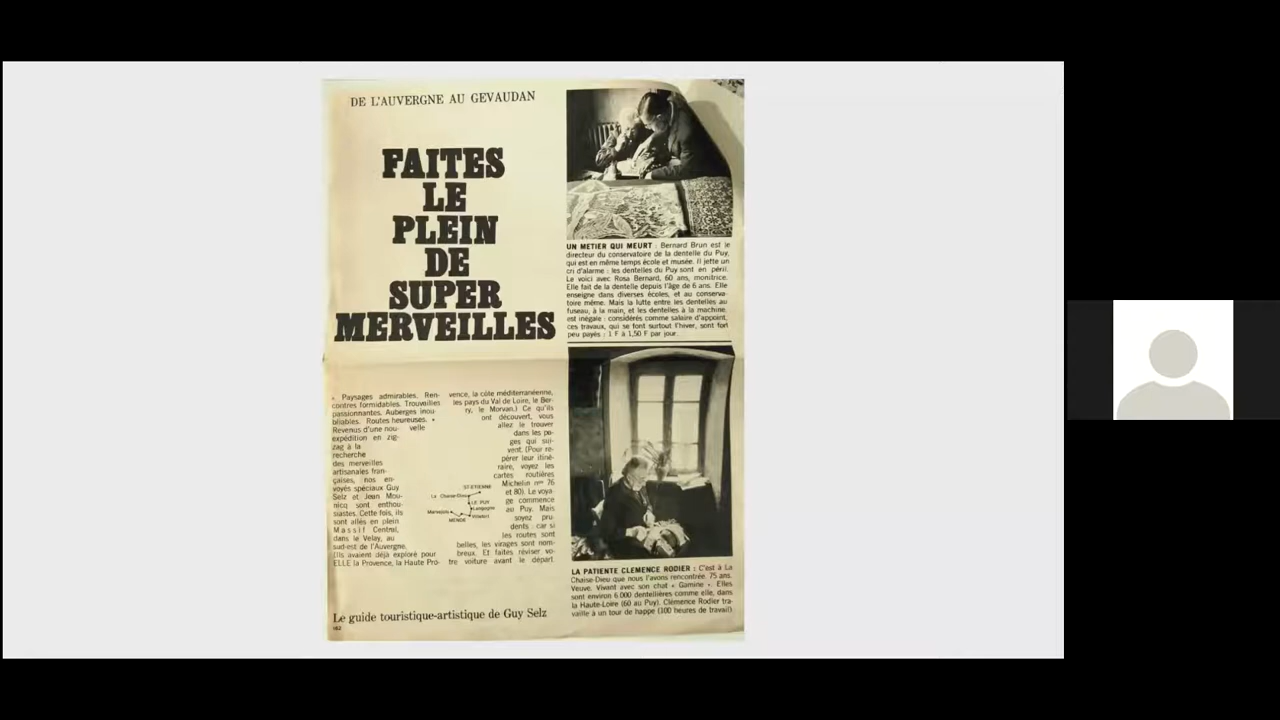 DE L'AUVERGNE AU GEVAUDAN
FAITES
LE
PLEIN
DE
SUPER
MERVEILLES
« Paysages admirables. Ren-
contres formidables. Trouvailles
passionnantes. Auberges inou-
bliables. Routes heureuses. »
Revenus d'une nou- velle
expédition en zig-
zag à la
recherche
des merveilles
artisanales fran-
çaises, nos en-
voyés spéciaux Guy
Selz et Jean Mou-
nicq sont enthou-
siastes. Cette fois, ils
sont allés en plein
Massif Central,
dans le Velay, au
sud-est de l'Auvergne.
(Ils avaient déjà exploré pour
ELLE la Provence, la Haute Pro-
vence, la côte méditerranéenne,
les pays du Val de Loire, le Ber-
ry, le Morvan.) Ce qu'ils
ont découvert, vous
allez le trouver
dans les pa-
ges qui sui-
vent. (Pour re-
pérer leur itiné-
raire, voyez les
cartes routières
Michelin nos 76
et 80). Le voya-
ge commence
au Puy. Mais
soyez pru-
dents : car si
les routes sont
belles, les virages sont nom-
breux. Et faites réviser vo-
tre voiture avant le départ.
ST-ETIENNE
La Chaise-Dieu
LE PUY
Langogne
Marvejols
MENDE
Le guide touristique-artistique de Guy Selz
162
UN METIER QUI MEURT : Bernard Brun est le
directeur du conservatoire de la dentelle du Puy,
qui est en même temps école et musée. Il jette un
cri d'alarme : les dentelles du Puy sont en péril.
Le voici avec Rosa Bernard, 60 ans, monitrice.
Elle fait de la dentelle depuis l'âge de 6 ans. Elle
enseigne dans diverses écoles, et au conserva-
toire même. Mais la lutte entre les dentelles au
fuseau, à la main, et les dentelles à la machine,
est inégale : considérés comme salaire d'appoint,
ces travaux, qui se font surtout l'hiver, sont fort
peu payés : 1 F à 1,50 F par jour.
LA PATIENTE CLEMENCE RODIER : C'est à La
Chaise-Dieu que nous l'avons rencontrée. 75 ans.
Veuve. Vivant avec son chat « Gamine ». Elles
sont environ 6 000 dentellières comme elle, dans
la Haute-Loire (60 au Puy). Clémence Rodier tra-
vaille à un tour de happe (100 heures de travail)